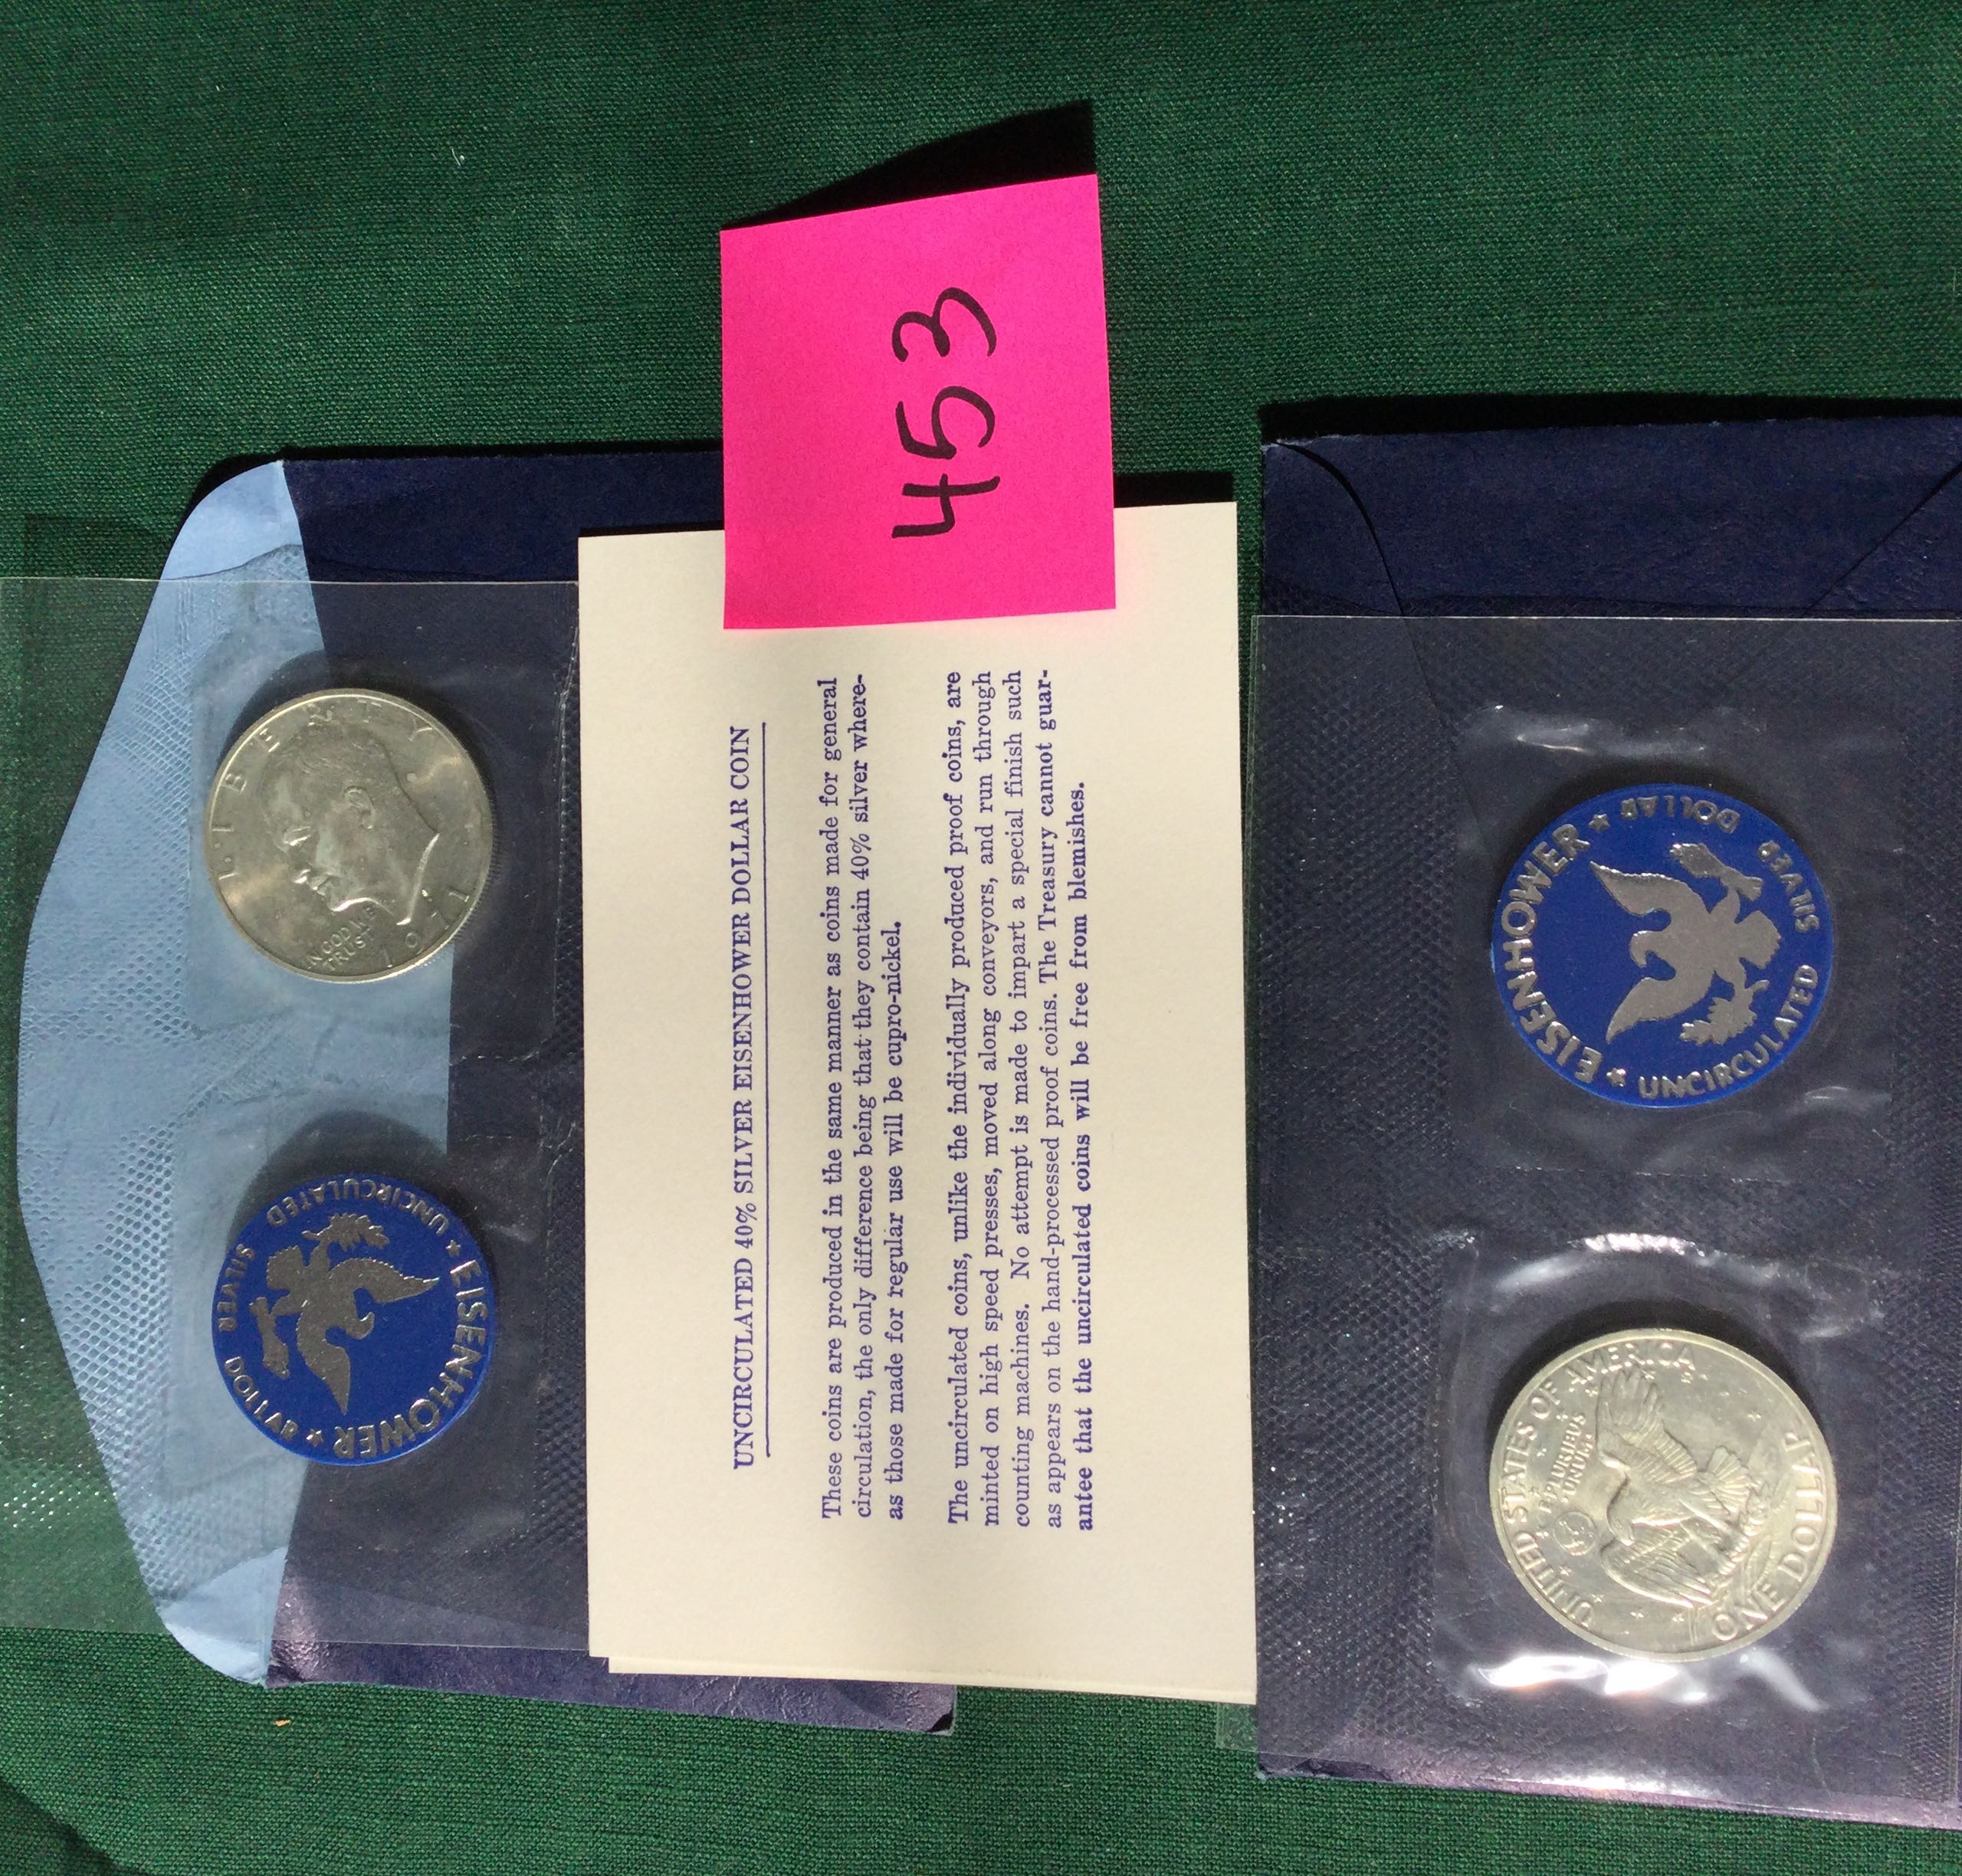 453
LIBERTY
IN GOD WE
TRUST
1971
UNCIRCULATED
SILVER
DOLLAR ★ EISENHOWER ★
UNCIRCULATED 40% SILVER EISENHOWER DOLLAR COIN
These coins are produced in the same manner as coins made for general
circulation, the only difference being that they contain 40% silver where-
as those made for regular use will be cupro-nickel.
The uncirculated coins, unlike the individually produced proof coins, are
minted on high speed presses, moved along conveyors, and run through
counting machines. No attempt is made to impart a special finish such
as appears on the hand-processed proof coins. The Treasury cannot guar-
antee that the uncirculated coins will be free from blemishes.
★ EISENHOWER ★
UNCIRCULATED
SILVER
DOLLAR
UNITED STATES OF AMERICA
E PLURIBUS
UNUM
ONE DOLLAR